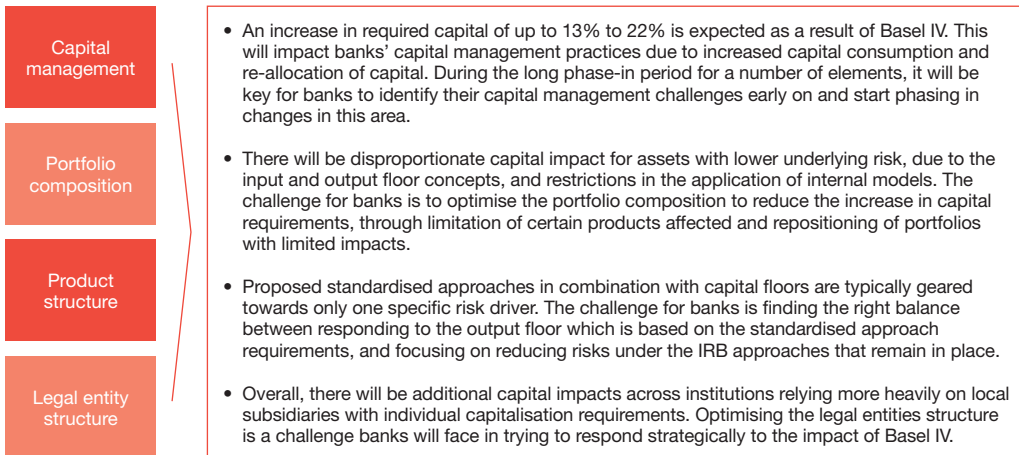 Capital
management
Portfolio
composition
Product
structure
Legal entity
structure
• An increase in required capital of up to 13% to 22% is expected as a result of Basel IV. This
will impact banks' capital management practices due to increased capital consumption and
re-allocation of capital. During the long phase-in period for a number of elements, it will be
key for banks to identify their capital management challenges early on and start phasing in
changes in this area.
• There will be disproportionate capital impact for assets with lower underlying risk, due to the
input and output floor concepts, and restrictions in the application of internal models. The
challenge for banks is to optimise the portfolio composition to reduce the increase in capital
requirements, through limitation of certain products affected and repositioning of portfolios
with limited impacts.
• Proposed standardised approaches in combination with capital floors are typically geared
towards only one specific risk driver. The challenge for banks is finding the right balance
between responding to the output floor which is based on the standardised approach
requirements, and focusing on reducing risks under the IRB approaches that remain in place.
• Overall, there will be additional capital impacts across institutions relying more heavily on local
subsidiaries with individual capitalisation requirements. Optimising the legal entities structure
is a challenge banks will face in trying to respond strategically to the impact of Basel IV.